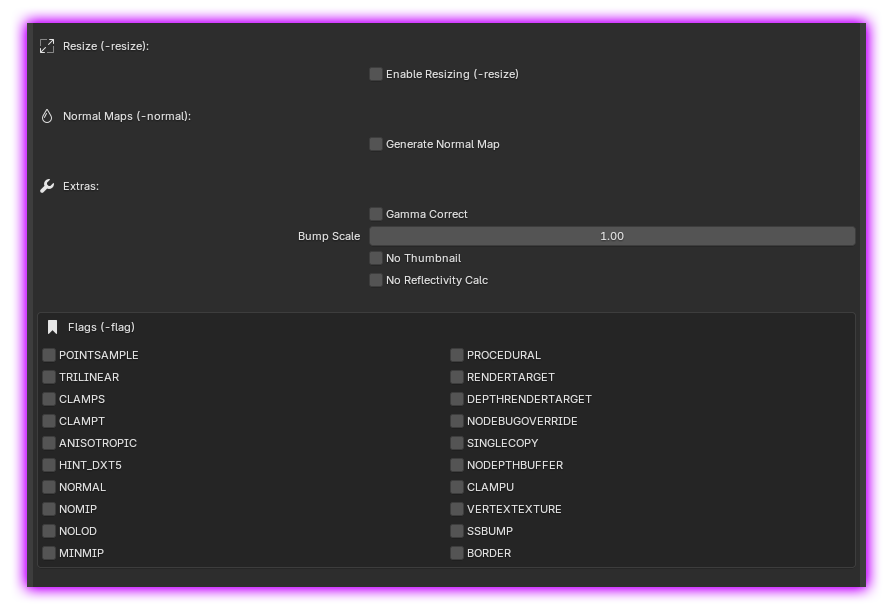 Resize (-resize):
Enable Resizing (-resize)
Normal Maps (-normal):
Generate Normal Map
Extras:
Gamma Correct
Bump Scale 1.00
No Thumbnail
No Reflectivity Calc
Flags (-flag)
POINTSAMPLE PROCEDURAL
TRILINEAR RENDERTARGET
CLAMPS DEPTHRENDERTARGET
CLAMPT NODEBUGOVERRIDE
ANISOTROPIC SINGLECOPY
HINT_DXT5 NODEPTHBUFFER
NORMAL CLAMPU
NOMIP VERTEXTEXTURE
NOLOD SSBUMP
MINMIP BORDER